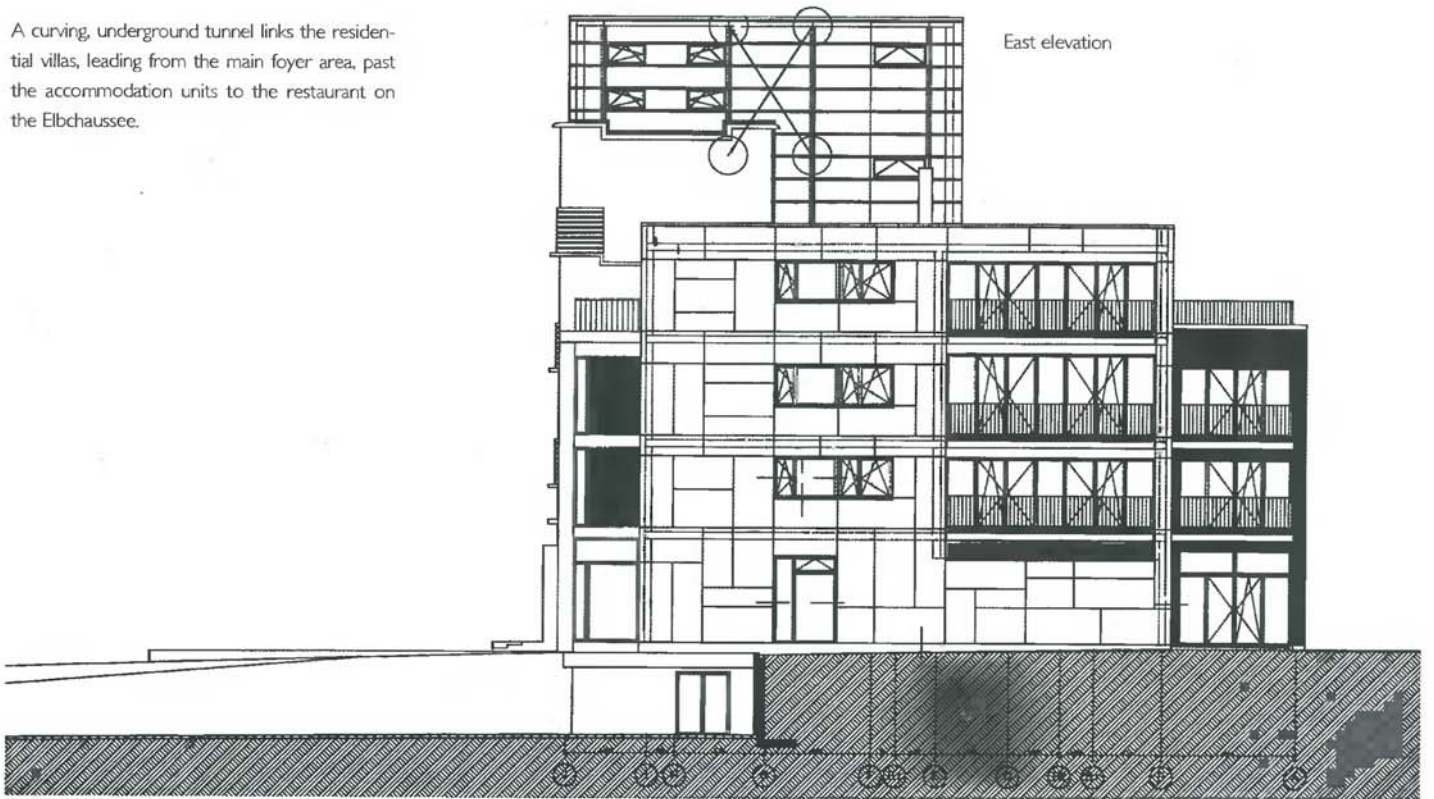 A curving, underground tunnel links the residen-
tial villas, leading from the main foyer area, past
the accommodation units to the restaurant on
the Elbchaussee.
East elevation